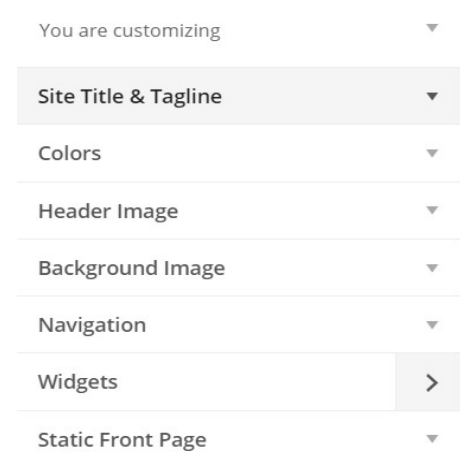 You are customizing
Site Title & Tagline
Colors
Header Image
Background Image
Navigation
Widgets
Static Front Page